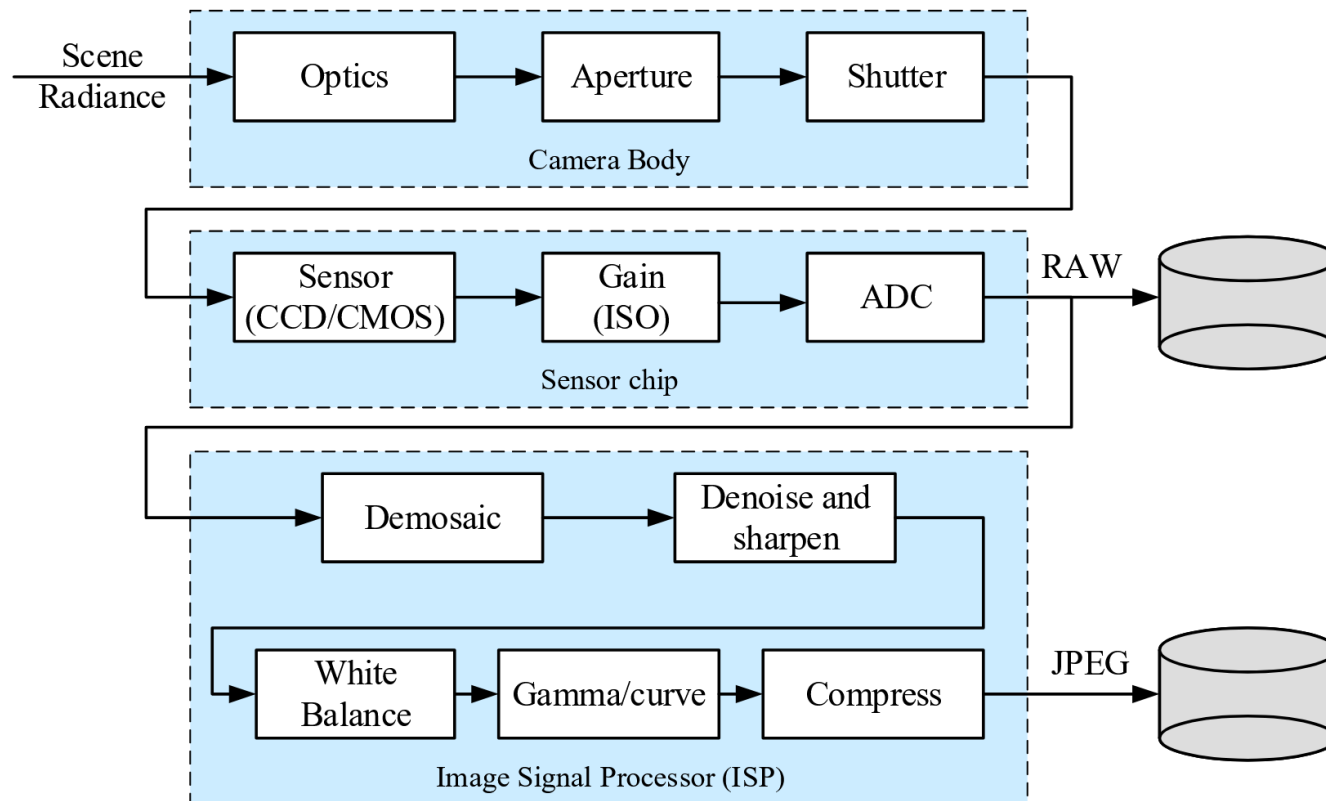 Scene
Radiance
Optics
Aperture
Shutter
Camera Body
Sensor
(CCD/CMOS)
Gain
(ISO)
ADC
RAW
Sensor chip
Demosaic
Denoise and
sharpen
White
Balance
Gamma/curve
Compress
JPEG
Image Signal Processor (ISP)